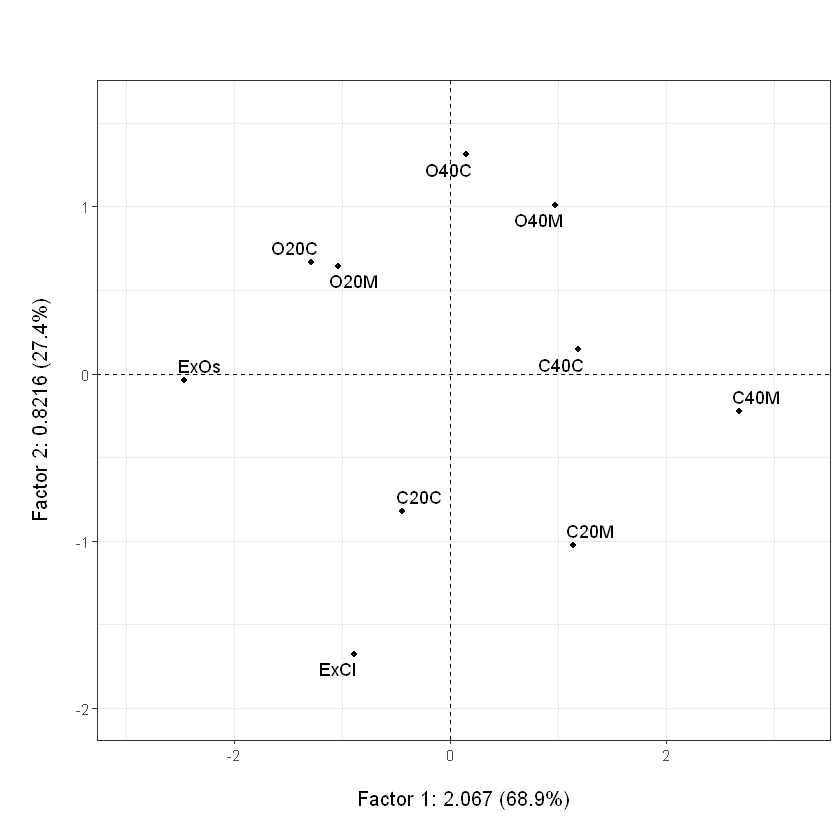 O40C
O40M
1
O20C
O20M
C40C
ExOs
0
C40M
C20C
C20M
-1
ExCl
-2
-2
0
2
Factor 2: 0.8216 (27.4%)
Factor 1: 2.067 (68.9%)